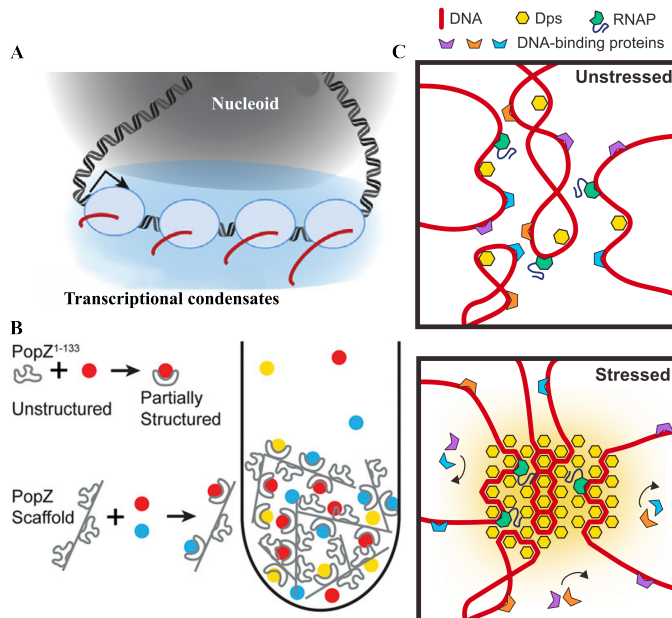 DNA
Dps
RNAP
DNA-binding proteins
A
Nucleoid
Transcriptional condensates
B
PopZ1-133
+
Unstructured
Partially
Structured
PopZ
Scaffold
+
C
Unstressed
Stressed